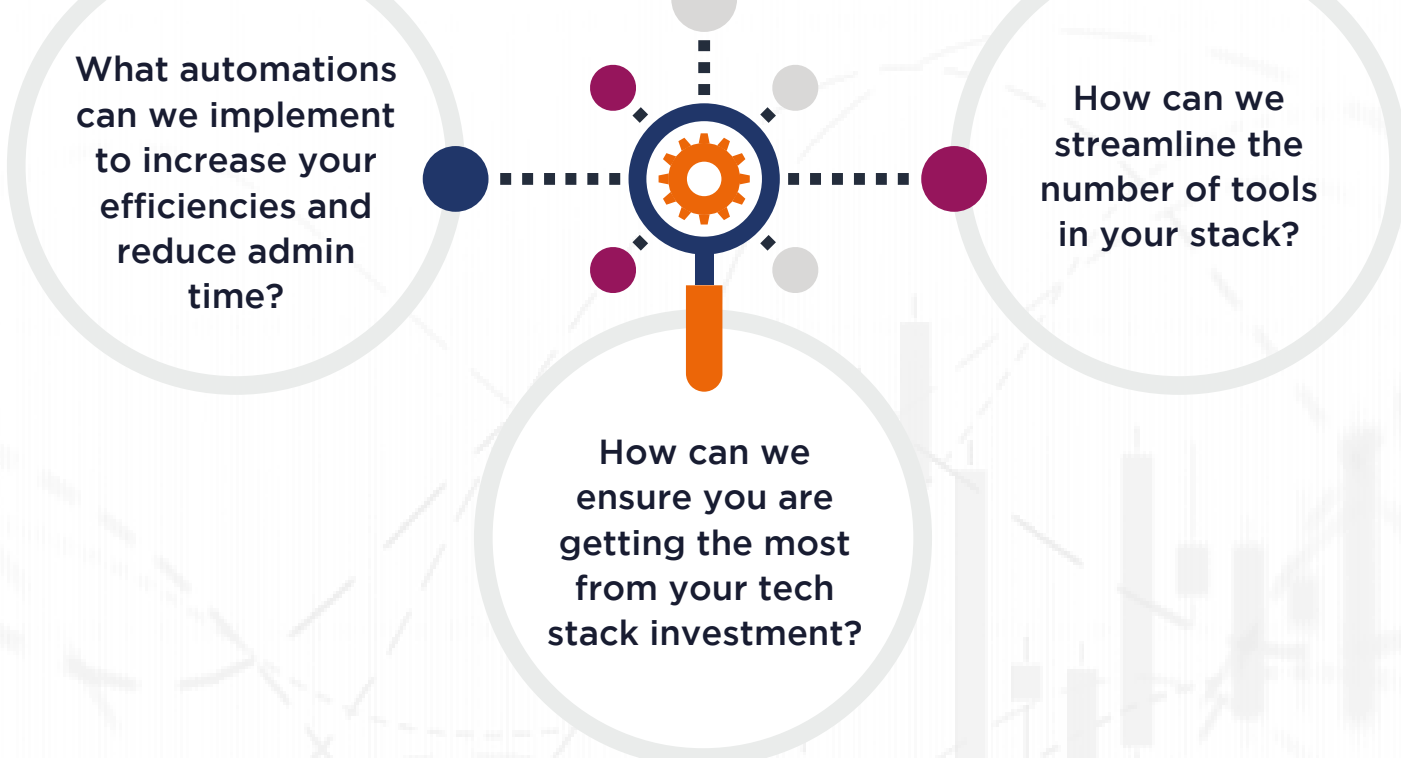 What automations
can we implement
to increase your
efficiencies and
reduce admin
time?
How can we
streamline the
number of tools
in your stack?
How can we
ensure you are
getting the most
from your tech
stack investment?